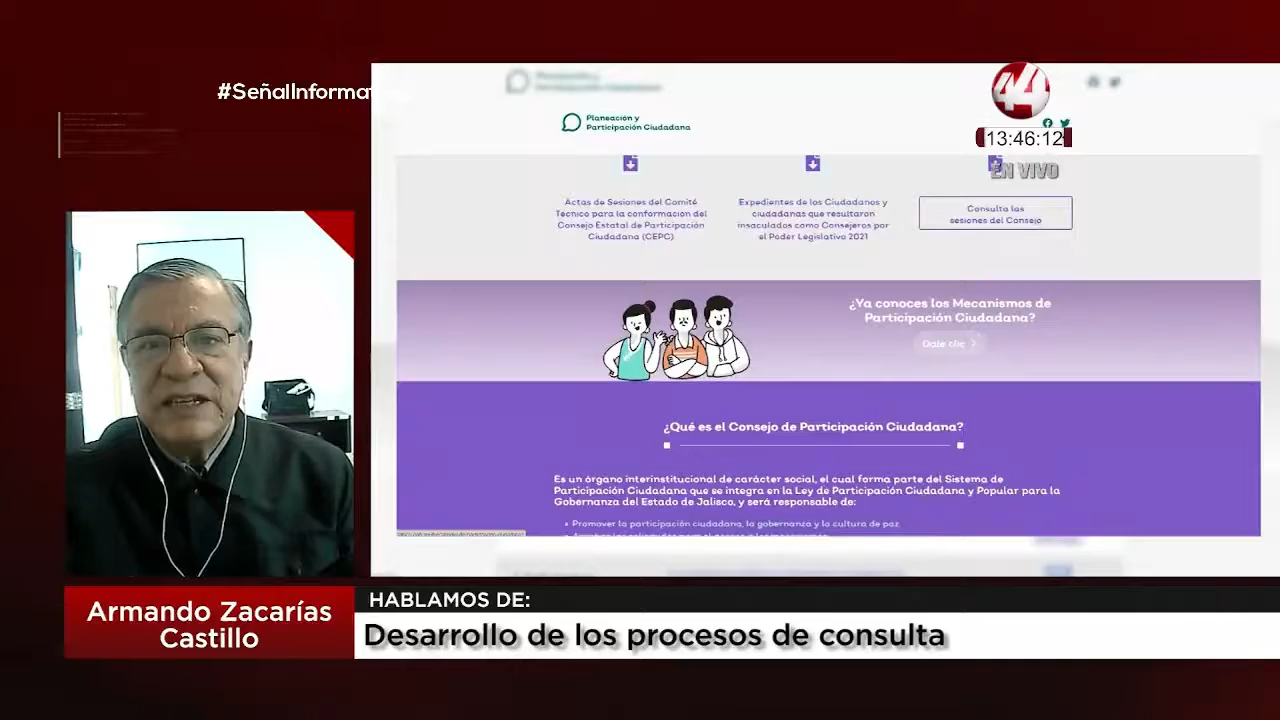 #SeñalInforma
Planeación y
Participación Ciudadana
44
13:46:12
EN VIVO
Actas de Sesiones del Comité
Técnico para la conformación del
Consejo Estatal de Participación
Ciudadana (CEPC)
Expedientes de los Ciudadanos y
ciudadanas que resultaron
insaculados como Consejeros por
el Poder Legislativo 2021
Consulta las
sesiones del Consejo
¿Ya conoces los Mecanismos de
Participación Ciudadana?
Dale clic
¿Qué es el Consejo de Participación Ciudadana?
Es un órgano interinstitucional de carácter social, el cual forma parte del Sistema de
Participación Ciudadana que se integra en la Ley de Participación Ciudadana y Popular para la
Gobernanza del Estado de Jalisco, y será responsable de:
• Promover la participación ciudadana, la gobernanza y la cultura de paz
Armando Zacarías
Castillo
HABLAMOS DE:
Desarrollo de los procesos de consulta